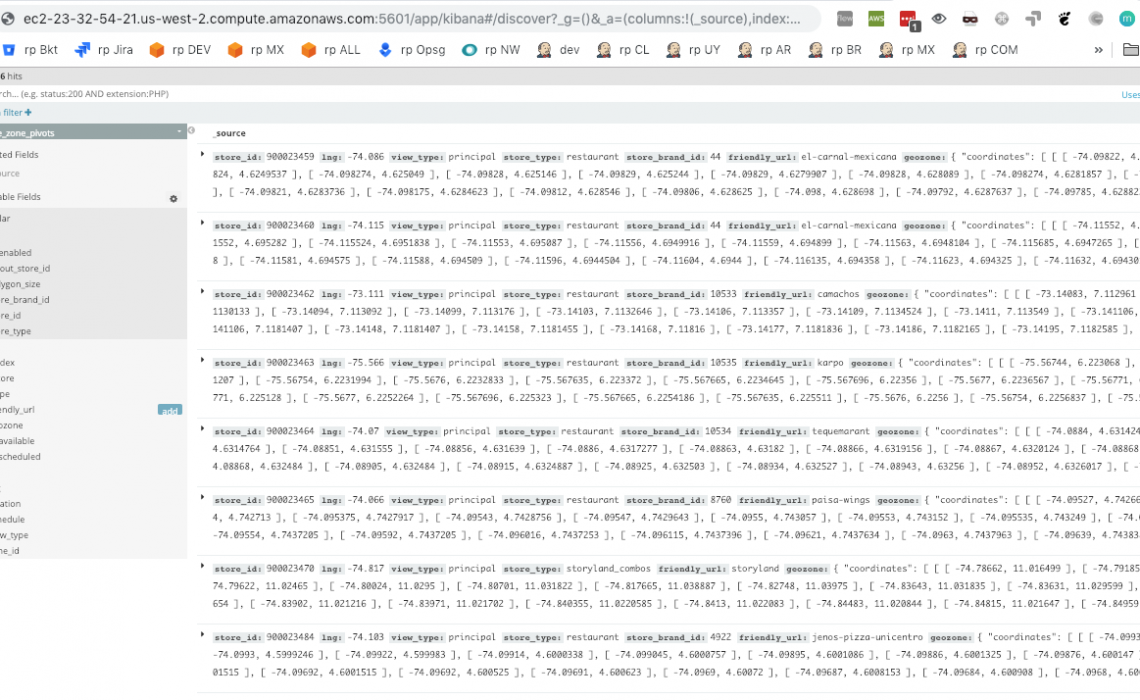 ec2-23-32-54-21.us-west-2.compute.amazonaws.com:5601/app/kibana#/discover?_g=()&_a=(columns:!(_source),index:...
new AWS 1 m
rp Bkt rp Jira rp DEV rp MX rp ALL rp Opsg rp NW dev rp CL rp UY rp AR rp BR rp MX rp COM »
6 hits
rch... (e.g. status:200 AND extension:PHP) Uses
filter +
e_zone_pivots
ted Fields
ource
able Fields
lar
enabled
out_store_id
lygon_size
re_brand_id
re_id
re_type
ndex
ore
pe
endly_url add
ozone
available
scheduled
ation
hedule
w_type
ne_id
_source
store_id: 900023459 lng: -74.086 view_type: principal store_type: restaurant store_brand_id: 44 friendly_url: el-carnal-mexicana geozone: { "coordinates": [ [ [ -74.09822, 4.
824, 4.6249537 ], [ -74.098274, 4.625049 ], [ -74.09828, 4.625146 ], [ -74.09829, 4.625244 ], [ -74.09829, 4.6279907 ], [ -74.09828, 4.628089 ], [ -74.098274, 4.6281857 ], [ -
], [ -74.09821, 4.6283736 ], [ -74.098175, 4.6284623 ], [ -74.09812, 4.628546 ], [ -74.09806, 4.628625 ], [ -74.098, 4.628698 ], [ -74.09792, 4.6287637 ], [ -74.09785, 4.62882
store_id: 900023460 lng: -74.115 view_type: principal store_type: restaurant store_brand_id: 44 friendly_url: el-carnal-mexicana geozone: { "coordinates": [ [ [ -74.11552, 4.
1552, 4.695282 ], [ -74.115524, 4.6951838 ], [ -74.11553, 4.695087 ], [ -74.11556, 4.6949916 ], [ -74.11559, 4.694899 ], [ -74.11563, 4.6948104 ], [ -74.115685, 4.6947265 ], [
8 ], [ -74.11581, 4.694575 ], [ -74.11588, 4.694509 ], [ -74.11596, 4.6944504 ], [ -74.11604, 4.6944 ], [ -74.116135, 4.694358 ], [ -74.11623, 4.694325 ], [ -74.11632, 4.69430
store_id: 900023462 lng: -73.111 view_type: principal store_type: restaurant store_brand_id: 10533 friendly_url: camachos geozone: { "coordinates": [ [ [ -73.14083, 7.112961
1130133 ], [ -73.14094, 7.113092 ], [ -73.14099, 7.113176 ], [ -73.14103, 7.1132646 ], [ -73.14106, 7.113357 ], [ -73.14109, 7.1134524 ], [ -73.1411, 7.113549 ], [ -73.141106,
141106, 7.1181407 ], [ -73.14148, 7.1181407 ], [ -73.14158, 7.1181455 ], [ -73.14168, 7.11816 ], [ -73.14177, 7.1181836 ], [ -73.14186, 7.1182165 ], [ -73.14195, 7.1182585 ],
store_id: 900023463 lng: -75.566 view_type: principal store_type: restaurant store_brand_id: 10535 friendly_url: karpo geozone: { "coordinates": [ [ [ -75.56744, 6.223068 ],
1207 ], [ -75.56754, 6.2231994 ], [ -75.5676, 6.2232833 ], [ -75.567635, 6.223372 ], [ -75.567665, 6.2234645 ], [ -75.567696, 6.22356 ], [ -75.5677, 6.2236567 ], [ -75.56771,
771, 6.225128 ], [ -75.5677, 6.2252264 ], [ -75.567696, 6.225323 ], [ -75.567665, 6.2254186 ], [ -75.567635, 6.225511 ], [ -75.5676, 6.2256 ], [ -75.56754, 6.2256837 ], [ -75.
store_id: 900023464 lng: -74.07 view_type: principal store_type: restaurant store_brand_id: 10534 friendly_url: tequemarant geozone: { "coordinates": [ [ [ -74.0884, 4.631424
4.6314764 ], [ -74.08851, 4.631555 ], [ -74.08856, 4.631639 ], [ -74.0886, 4.6317277 ], [ -74.08863, 4.63182 ], [ -74.08866, 4.6319156 ], [ -74.08867, 4.6320124 ], [ -74.08868
4.08868, 4.632484 ], [ -74.08905, 4.632484 ], [ -74.08915, 4.6324887 ], [ -74.08925, 4.632503 ], [ -74.08934, 4.632527 ], [ -74.08943, 4.63256 ], [ -74.08952, 4.6326017 ], [ -
store_id: 900023465 lng: -74.066 view_type: principal store_type: restaurant store_brand_id: 8760 friendly_url: paisa-wings geozone: { "coordinates": [ [ [ -74.09527, 4.74266
4, 4.742713 ], [ -74.095375, 4.7427917 ], [ -74.09543, 4.7428756 ], [ -74.09547, 4.7429643 ], [ -74.0955, 4.743057 ], [ -74.09553, 4.743152 ], [ -74.095535, 4.743249 ], [ -74.
-74.09554, 4.7437205 ], [ -74.09592, 4.7437205 ], [ -74.096016, 4.7437253 ], [ -74.096115, 4.7437396 ], [ -74.09621, 4.7437634 ], [ -74.0963, 4.7437963 ], [ -74.09639, 4.74383
store_id: 900023470 lng: -74.817 view_type: principal store_type: storyland_combos friendly_url: storyland geozone: { "coordinates": [ [ [ -74.78662, 11.016499 ], [ -74.79185
74.79622, 11.02465 ], [ -74.80024, 11.0295 ], [ -74.80701, 11.031822 ], [ -74.817665, 11.038887 ], [ -74.82748, 11.03975 ], [ -74.83643, 11.031835 ], [ -74.83631, 11.029599 ], [
654 ], [ -74.83902, 11.021216 ], [ -74.83971, 11.021702 ], [ -74.840355, 11.0220585 ], [ -74.8413, 11.022083 ], [ -74.84483, 11.020844 ], [ -74.84815, 11.021647 ], [ -74.84959
store_id: 900023484 lng: -74.103 view_type: principal store_type: restaurant store_brand_id: 4922 friendly_url: jenos-pizza-unicentro geozone: { "coordinates": [ [ [ -74.0993
-74.0993, 4.5999246 ], [ -74.09922, 4.599983 ], [ -74.09914, 4.6000338 ], [ -74.099045, 4.6000757 ], [ -74.09895, 4.6001086 ], [ -74.09886, 4.6001325 ], [ -74.09876, 4.600147
01515 ], [ -74.09692, 4.6001515 ], [ -74.09692, 4.600525 ], [ -74.09691, 4.600623 ], [ -74.0969, 4.60072 ], [ -74.09687, 4.6008153 ], [ -74.09684, 4.600908 ], [ -74.0968, 4.60